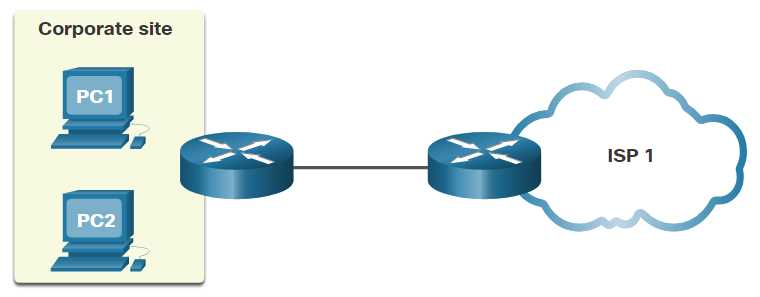 Corporate site
PC1
PC2
ISP 1